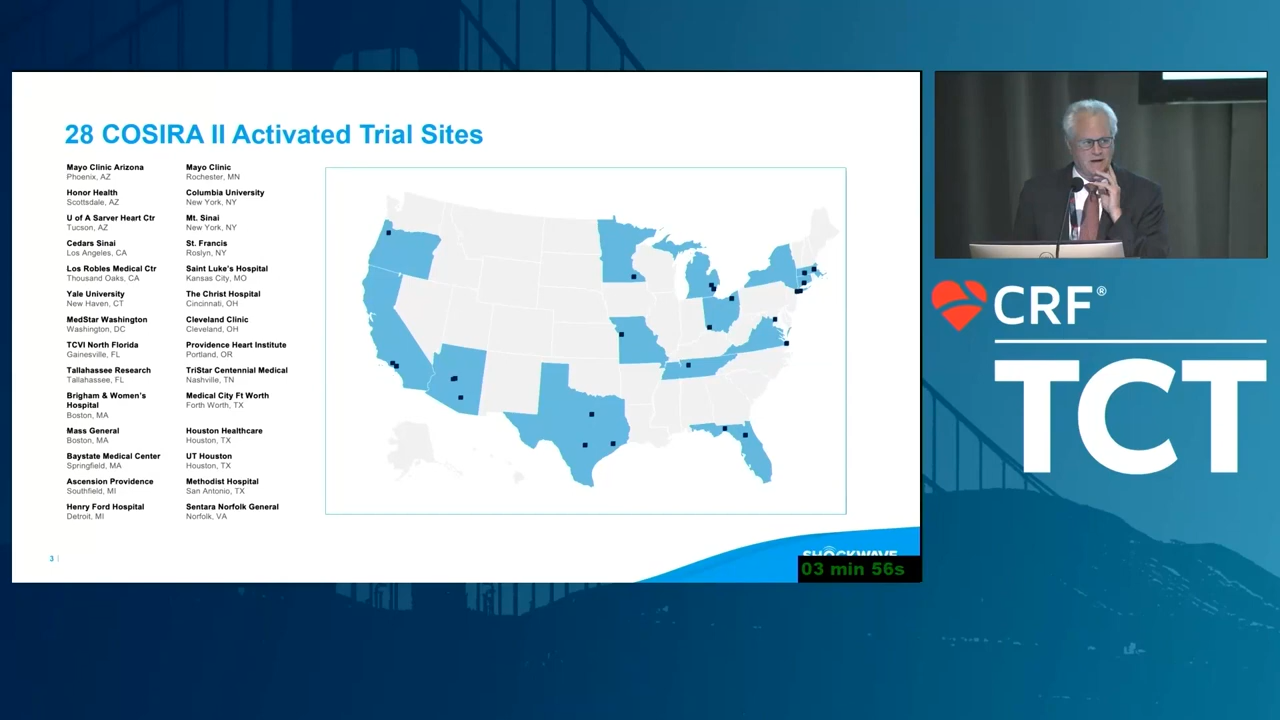 28 COSIRA II Activated Trial Sites
Mayo Clinic Arizona
Phoenix, AZ
Honor Health
Scottsdale, AZ
U of A Sarver Heart Ctr
Tucson, AZ
Cedars Sinai
Los Angeles, CA
Los Robles Medical Ctr
Thousand Oaks, CA
Yale University
New Haven, CT
MedStar Washington
Washington, DC
TCVI North Florida
Gainesville, FL
Tallahassee Research
Tallahassee, FL
Brigham & Women's
Hospital
Boston, MA
Mass General
Boston, MA
Baystate Medical Center
Springfield, MA
Ascension Providence
Southfield, MI
Henry Ford Hospital
Detroit, MI
Mayo Clinic
Rochester, MN
Columbia University
New York, NY
Mt. Sinai
New York, NY
St. Francis
Roslyn, NY
Saint Luke's Hospital
Kansas City, MO
The Christ Hospital
Cincinnati, OH
Cleveland Clinic
Cleveland, OH
Providence Heart Institute
Portland, OR
TriStar Centennial Medical
Nashville, TN
Medical City Ft Worth
Forth Worth, TX
Houston Healthcare
Houston, TX
UT Houston
Houston, TX
Methodist Hospital
San Antonio, TX
Sentara Norfolk General
Norfolk, VA
3
SHOCKWAVE
03 min 56s
CRF®
TCT